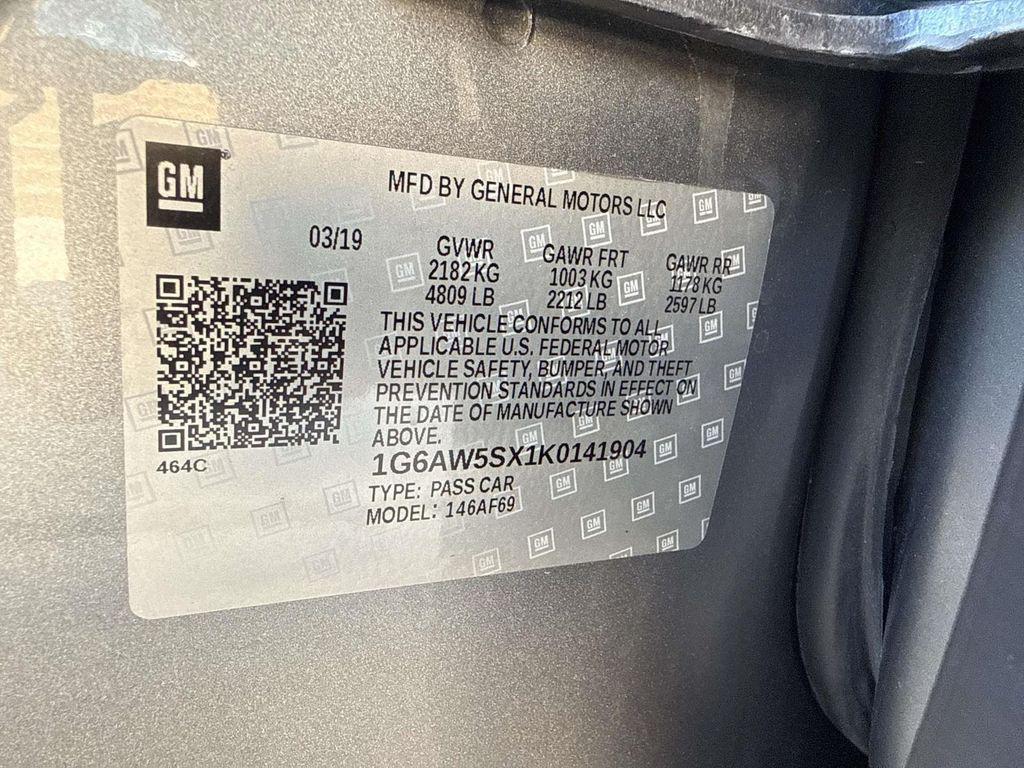 GM
MFD BY GENERAL MOTORS LLC
03/19
GVWR GAWR FRT GAWR RR
2182 KG 1003 KG 1178 KG
4809 LB 2212 LB 2597 LB
THIS VEHICLE CONFORMS TO ALL
APPLICABLE U.S. FEDERAL MOTOR
VEHICLE SAFETY, BUMPER, AND THEFT
PREVENTION STANDARDS IN EFFECT ON
THE DATE OF MANUFACTURE SHOWN
ABOVE.
464C
1G6AW5SX1K0141904
TYPE: PASS CAR
MODEL: 146AF69